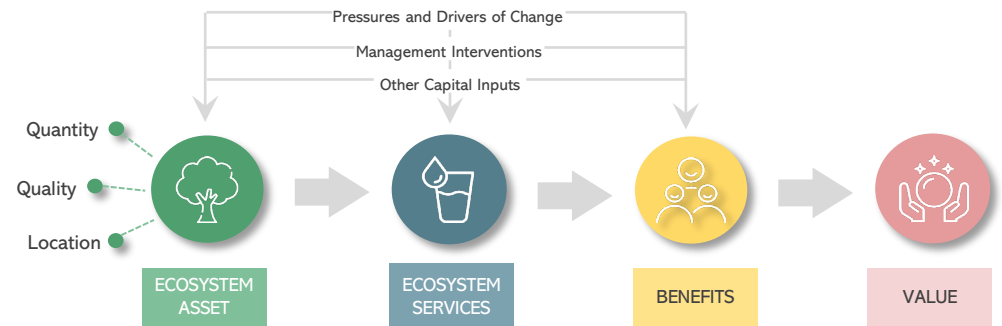 Pressures and Drivers of Change
Management Interventions
Other Capital Inputs
Quantity
Quality
Location
ECOSYSTEM
ASSET
ECOSYSTEM
SERVICES
BENEFITS
VALUE